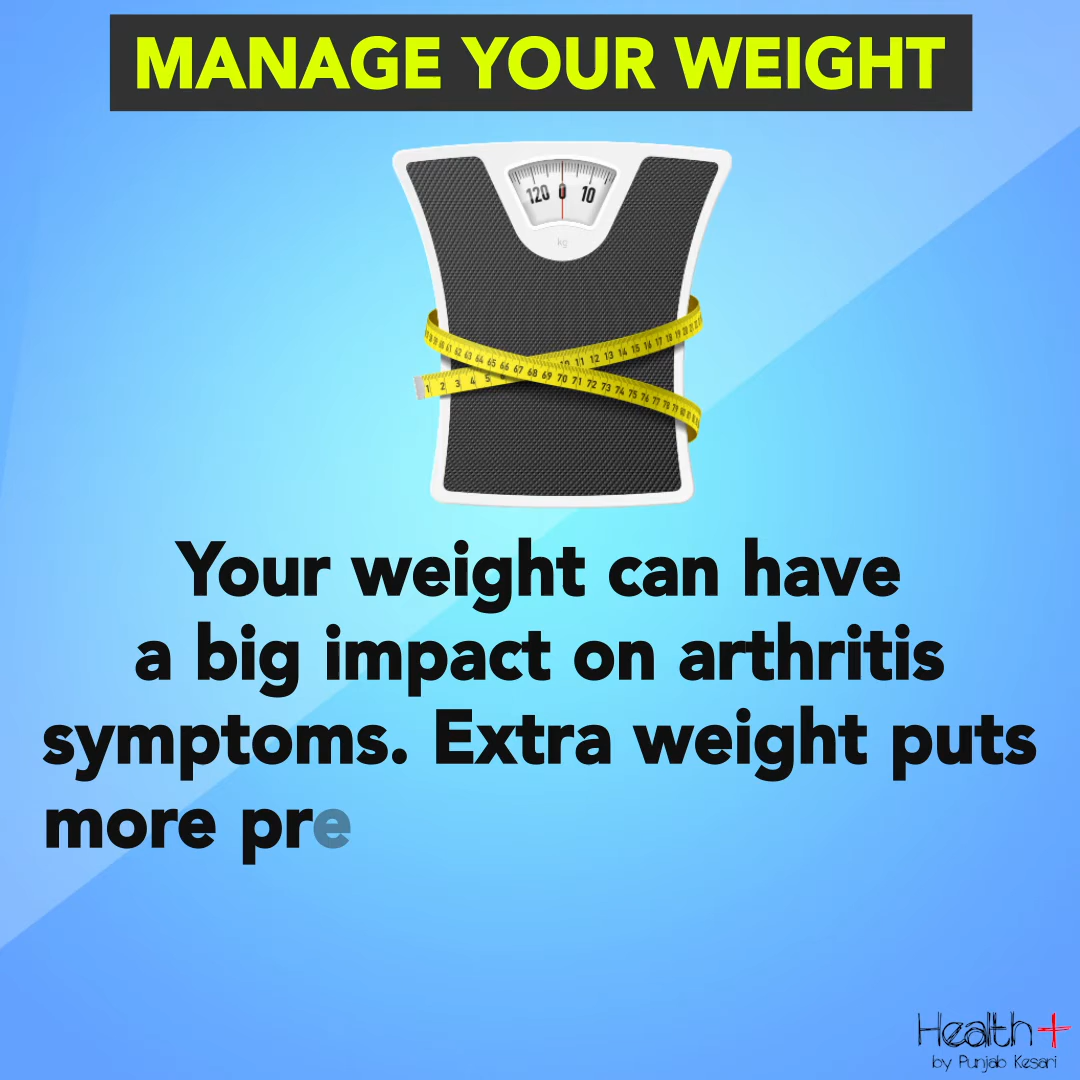 MANAGE YOUR WEIGHT
120 0 10
kg
Your weight can have
a big impact on arthritis
symptoms. Extra weight puts
more pre
Health+
by Punjab Kesari